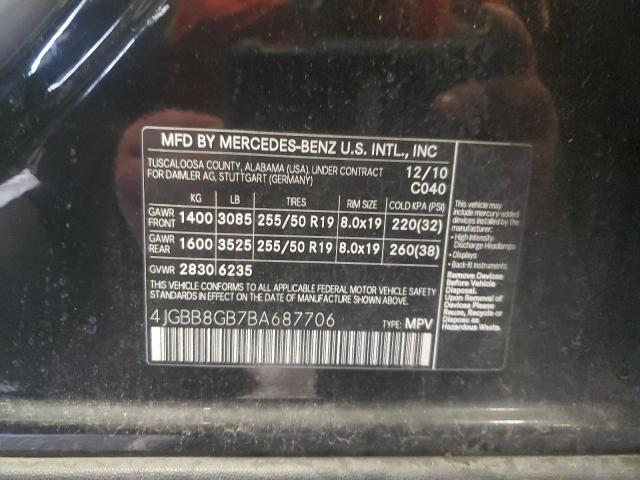 MFD BY MERCEDES-BENZ U.S. INTL., INC
TUSCALOOSA COUNTY, ALABAMA (USA), UNDER CONTRACT 12/10
FOR DAIMLER AG, STUTTGART (GERMANY) C040
KG LB TIRES RIM SIZE COLD KPA (PSI)
GAWR FRONT 1400 3085 255/50 R19 8.0x19 220(32)
GAWR REAR 1600 3525 255/50 R19 8.0x19 260(38)
GVWR 2830 6235
THIS VEHICLE CONFORMS TO ALL APPLICABLE FEDERAL MOTOR VEHICLE SAFETY
STANDARDS IN EFFECT ON THE DATE OF MANUFACTURE SHOWN ABOVE.
4JGBB8GB7BA687706 TYPE: MPV
This vehicle may
include mercury-added
devices installed by the
manufacturer:
- High Intensity
Discharge Headlamps
- Displays
- Back-lit Instruments
Remove Devices
Before Vehicle
Disposal.
Upon Removal of
Devices Please
Reuse, Recycle or
Dispose as
Hazardous Waste.